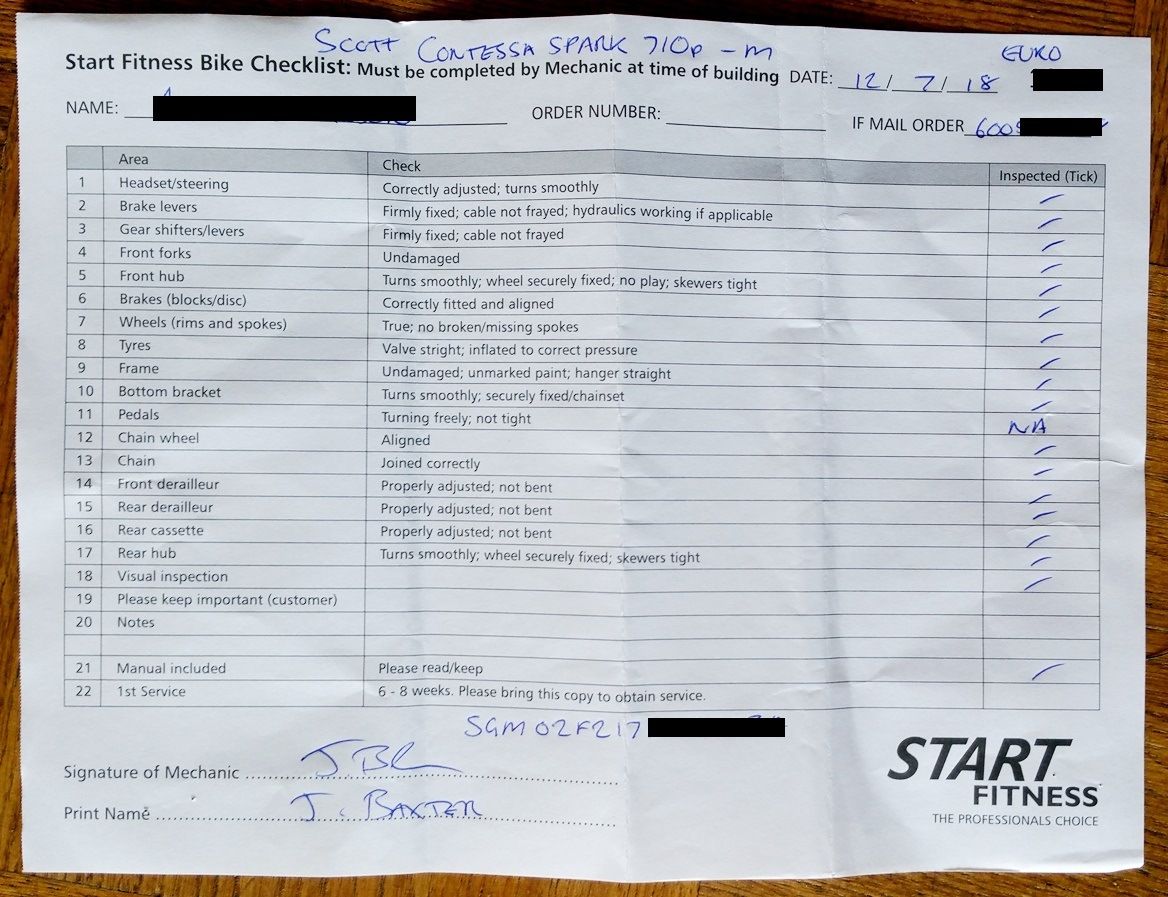 SCOTT CONTESSA SPARK 710P - M
EURO
Start Fitness Bike Checklist: Must be completed by Mechanic at time of building DATE: 12/ 7/ 18
NAME: ORDER NUMBER: IF MAIL ORDER 600
Area Check Inspected (Tick)
1 Headset/steering Correctly adjusted; turns smoothly
2 Brake levers Firmly fixed; cable not frayed; hydraulics working if applicable
3 Gear shifters/levers Firmly fixed; cable not frayed
4 Front forks Undamaged
5 Front hub Turns smoothly; wheel securely fixed; no play; skewers tight
6 Brakes (blocks/disc) Correctly fitted and aligned
7 Wheels (rims and spokes) True; no broken/missing spokes
8 Tyres Valve stright; inflated to correct pressure
9 Frame Undamaged; unmarked paint; hanger straight
10 Bottom bracket Turns smoothly; securely fixed/chainset
11 Pedals Turning freely; not tight NA
12 Chain wheel Aligned
13 Chain Joined correctly
14 Front derailleur Properly adjusted; not bent
15 Rear derailleur Properly adjusted; not bent
16 Rear cassette Properly adjusted; not bent
17 Rear hub Turns smoothly; wheel securely fixed; skewers tight
18 Visual inspection
19 Please keep important (customer)
20 Notes
21 Manual included Please read/keep
22 1st Service 6 - 8 weeks. Please bring this copy to obtain service.
SGM02F217
Signature of Mechanic
Print Name J. BAXTER
START
FITNESS
THE PROFESSIONALS CHOICE